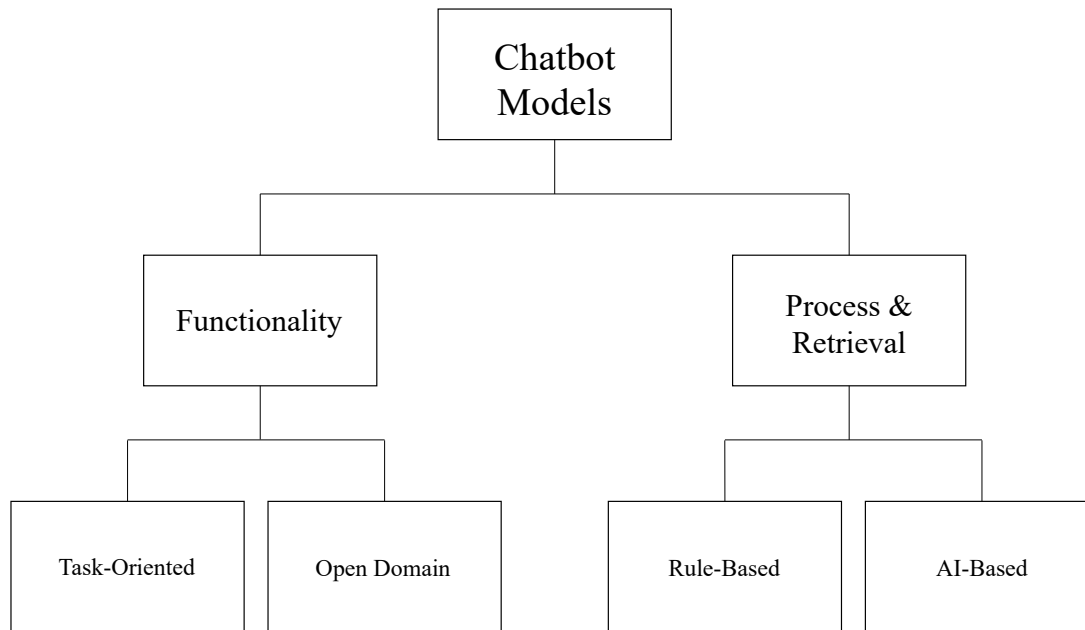 Chatbot
Models
Functionality
Process &
Retrieval
Task-Oriented
Open Domain
Rule-Based
AI-Based